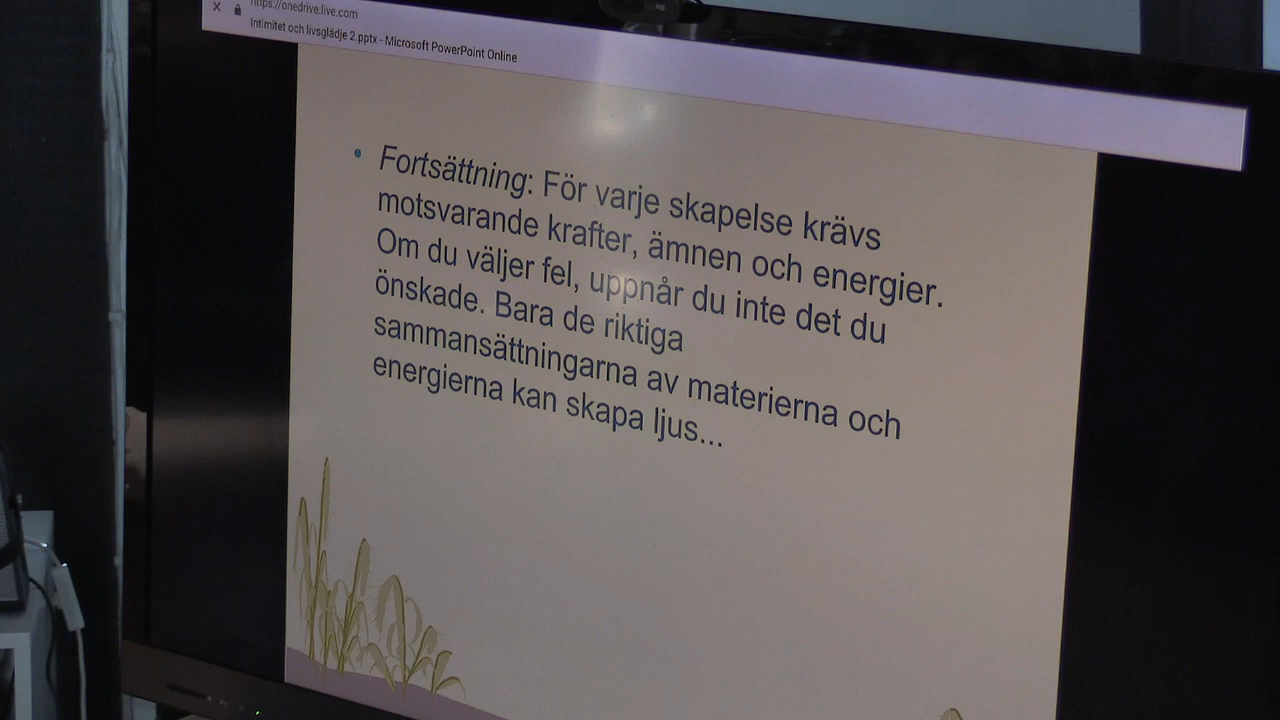 https://onedrive.live.com
Intimitet och livsglädje 2.pptx - Microsoft PowerPoint Online
• Fortsättning: För varje skapelse krävs
motsvarande krafter, ämnen och energier.
Om du väljer fel, uppnår du inte det du
önskade. Bara de riktiga
sammansättningarna av materierna och
energierna kan skapa ljus...